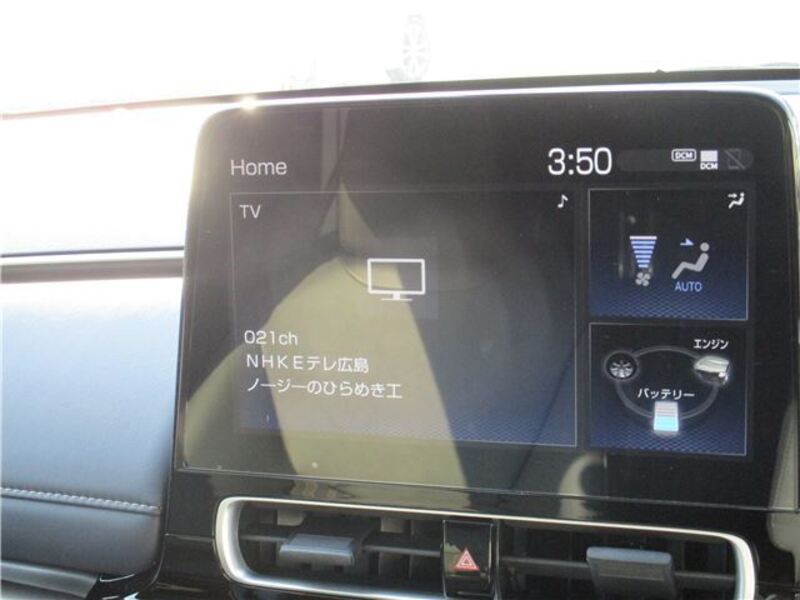 Home
3:50
DCM
DCM
TV
021ch
NHKEテレ広島
ノージーのひらめき工
AUTO
エンジン
バッテリー